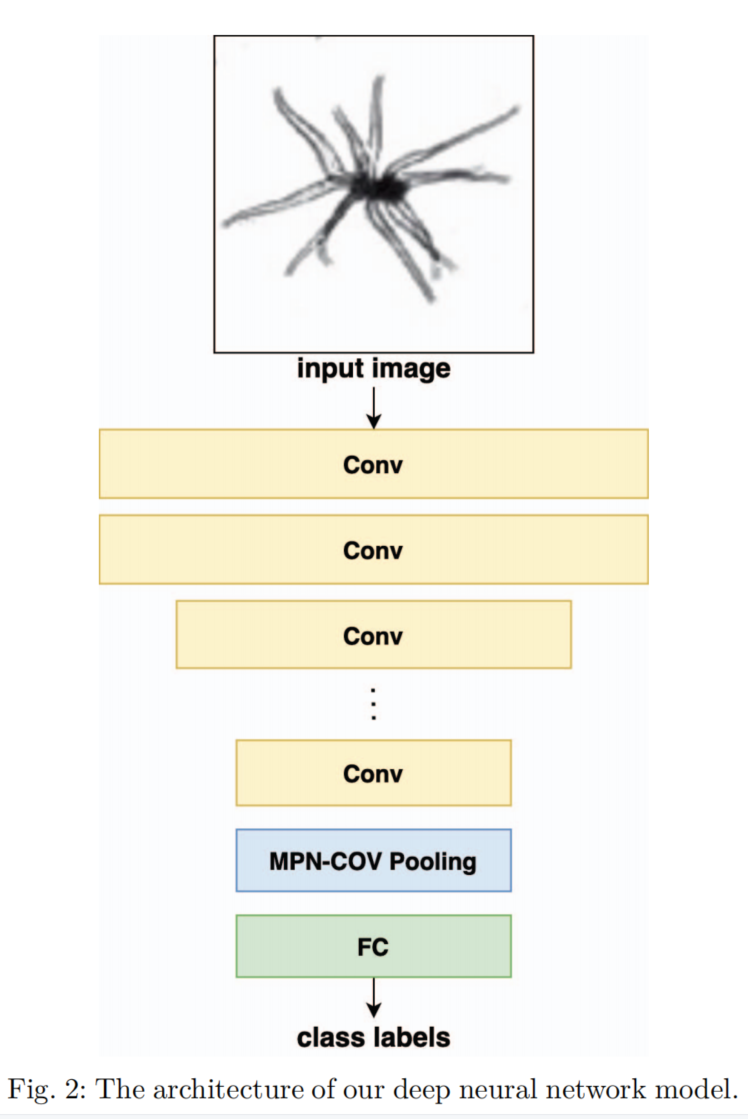 input image
Conv
Conv
Conv
⋮
Conv
MPN-COV Pooling
FC
class labels
Fig. 2: The architecture of our deep neural network model.